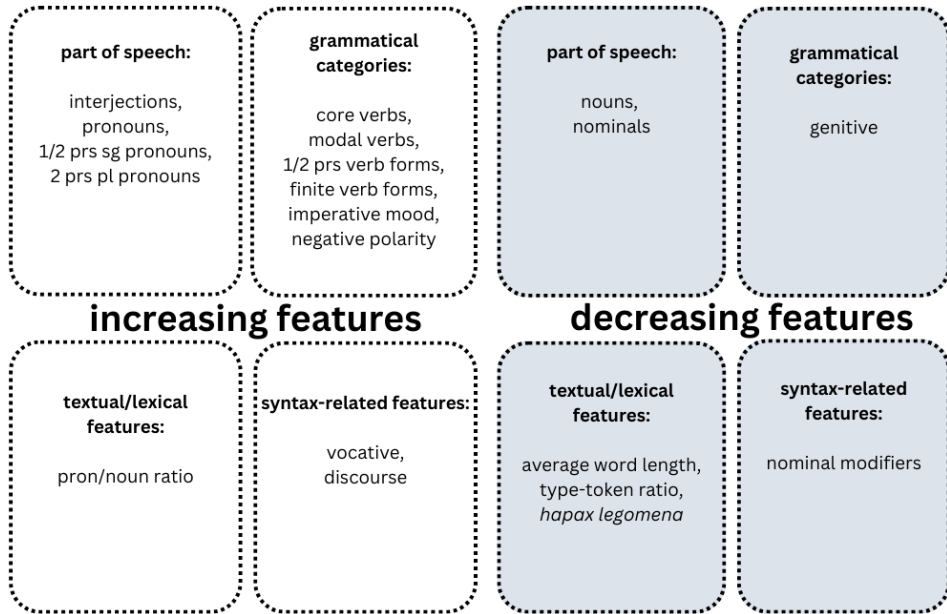 part of speech:
interjections,
pronouns,
1/2 prs sg pronouns,
2 prs pl pronouns
grammatical
categories:
core verbs,
modal verbs,
1/2 prs verb forms,
finite verb forms,
imperative mood,
negative polarity
part of speech:
nouns,
nominals
grammatical
categories:
genitive
increasing features
decreasing features
textual/lexical
features:
pron/noun ratio
syntax-related features:
vocative,
discourse
textual/lexical
features:
average word length,
type-token ratio,
hapax legomena
syntax-related
features:
nominal modifiers